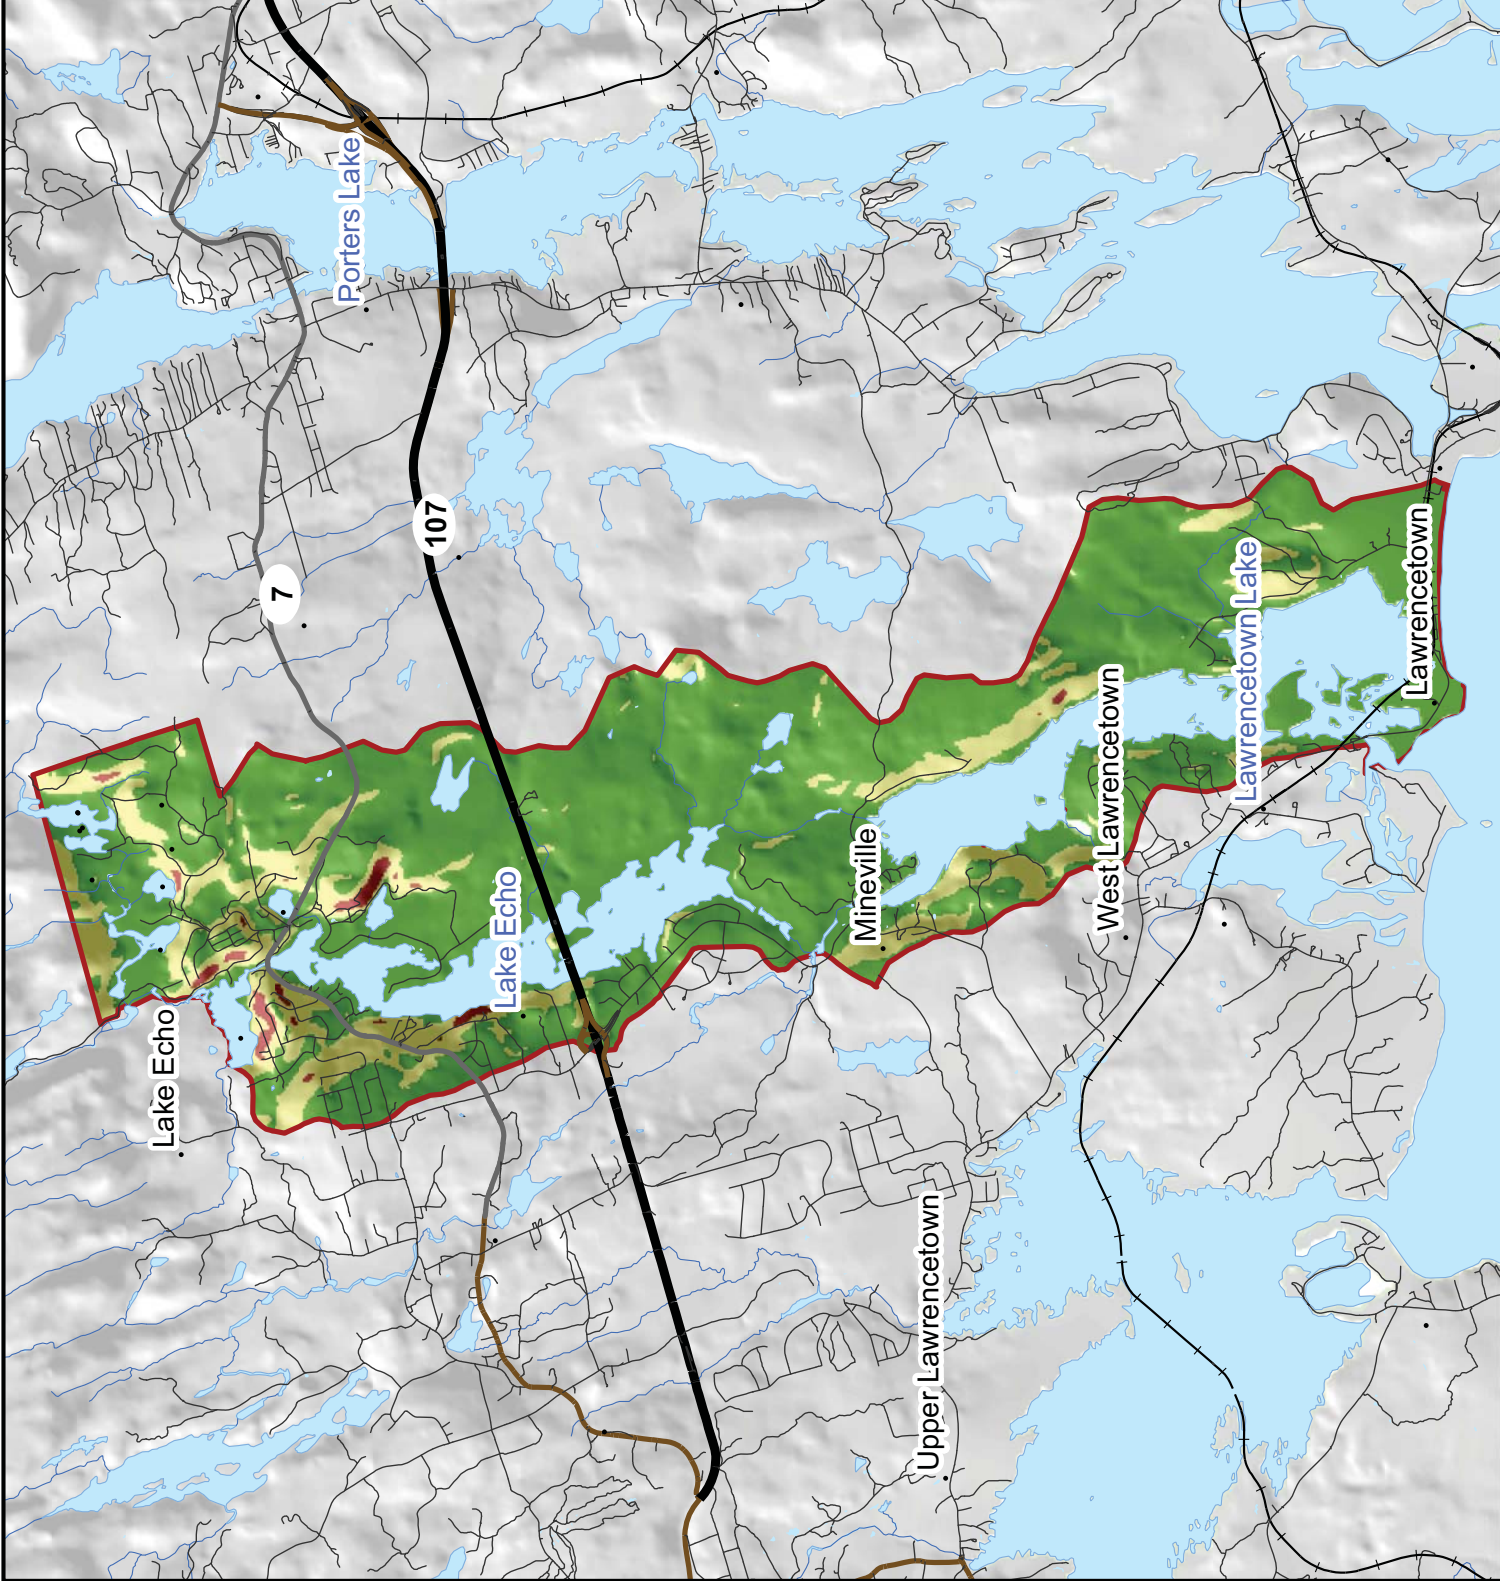 Lake Echo
7
Porters Lake
107
Lake Echo
Mineville
Upper Lawrencetown
West Lawrencetown
Lawrencetown Lake
Lawrencetown